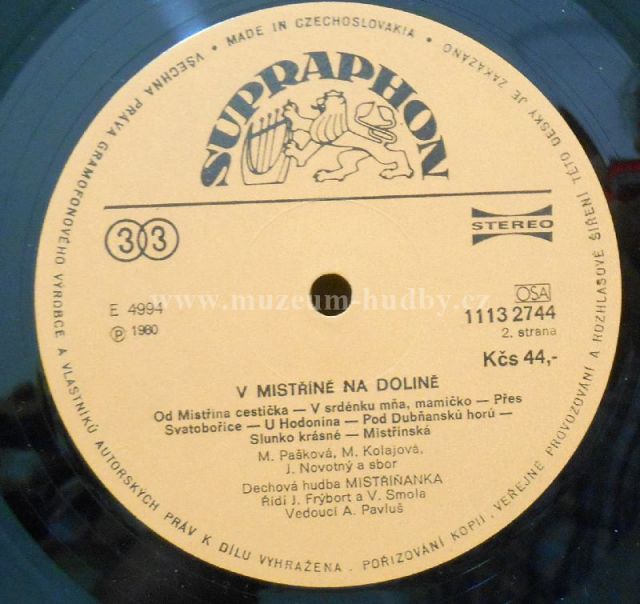 VŠECHNA PRÁVA GRAMOFONOVÉHO VÝROBCE A VLASTNÍKŮ AUTORSKÝCH PRÁV K DÍLU VYHRAŽENA. POŘIZOVÁNÍ KOPIÍ, VEŘEJNÉ PROVOZOVÁNÍ A ROZHLASOVÉ ŠÍŘENÍ TÉTO DESKY JE ZAKÁZÁNO
• MADE IN CZECHOSLOVAKIA •
SUPRAPHON
33
STEREO
www.muzeum-hudby.cz
E 4994
OSA
Ⓟ 1980
1113 2744
2. strana
Kčs 44,-
V MISTŘÍNĚ NA DOLINĚ
Od Mistřína cestička — V srdénku mňa, mamičko — Přes
Svatobořice — U Hodonína — Pod Dubňanskú horú —
Slunko krásné — Mistřínská
M. Pašková, M. Kolajová,
J. Novotný a sbor
Dechová hudba MISTŘÍŇANKA
Řídí J. Frýbort a V. Smola
Vedoucí A. Pavluš